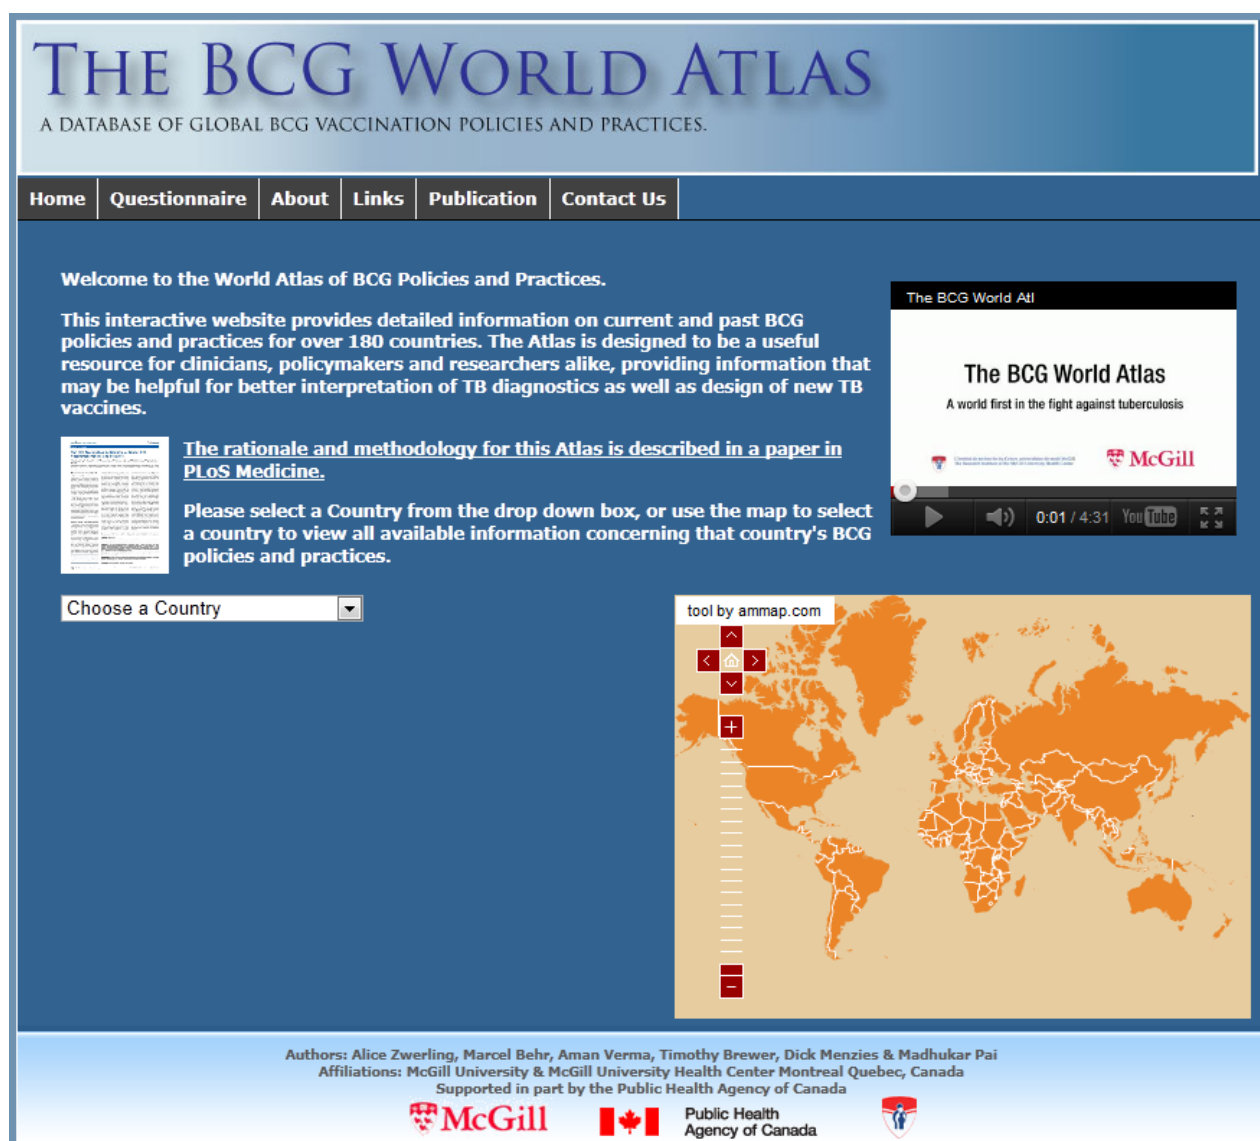 THE BCG WORLD ATLAS
A DATABASE OF GLOBAL BCG VACCINATION POLICIES AND PRACTICES.
Home Questionnaire About Links Publication Contact Us
Welcome to the World Atlas of BCG Policies and Practices.
This interactive website provides detailed information on current and past BCG
policies and practices for over 180 countries. The Atlas is designed to be a useful
resource for clinicians, policymakers and researchers alike, providing information that
may be helpful for better interpretation of TB diagnostics as well as design of new TB
vaccines.
The rationale and methodology for this Atlas is described in a paper in
PLoS Medicine.
Please select a Country from the drop down box, or use the map to select
a country to view all available information concerning that country's BCG
policies and practices.
The BCG World Atl
The BCG World Atlas
A world first in the fight against tuberculosis
McGill
0:01 / 4:31 YouTube
Choose a Country
tool by ammap.com
Authors: Alice Zwerling, Marcel Behr, Aman Verma, Timothy Brewer, Dick Menzies & Madhukar Pai
Affiliations: McGill University & McGill University Health Center Montreal Quebec, Canada
Supported in part by the Public Health Agency of Canada
McGill
Public Health
Agency of Canada